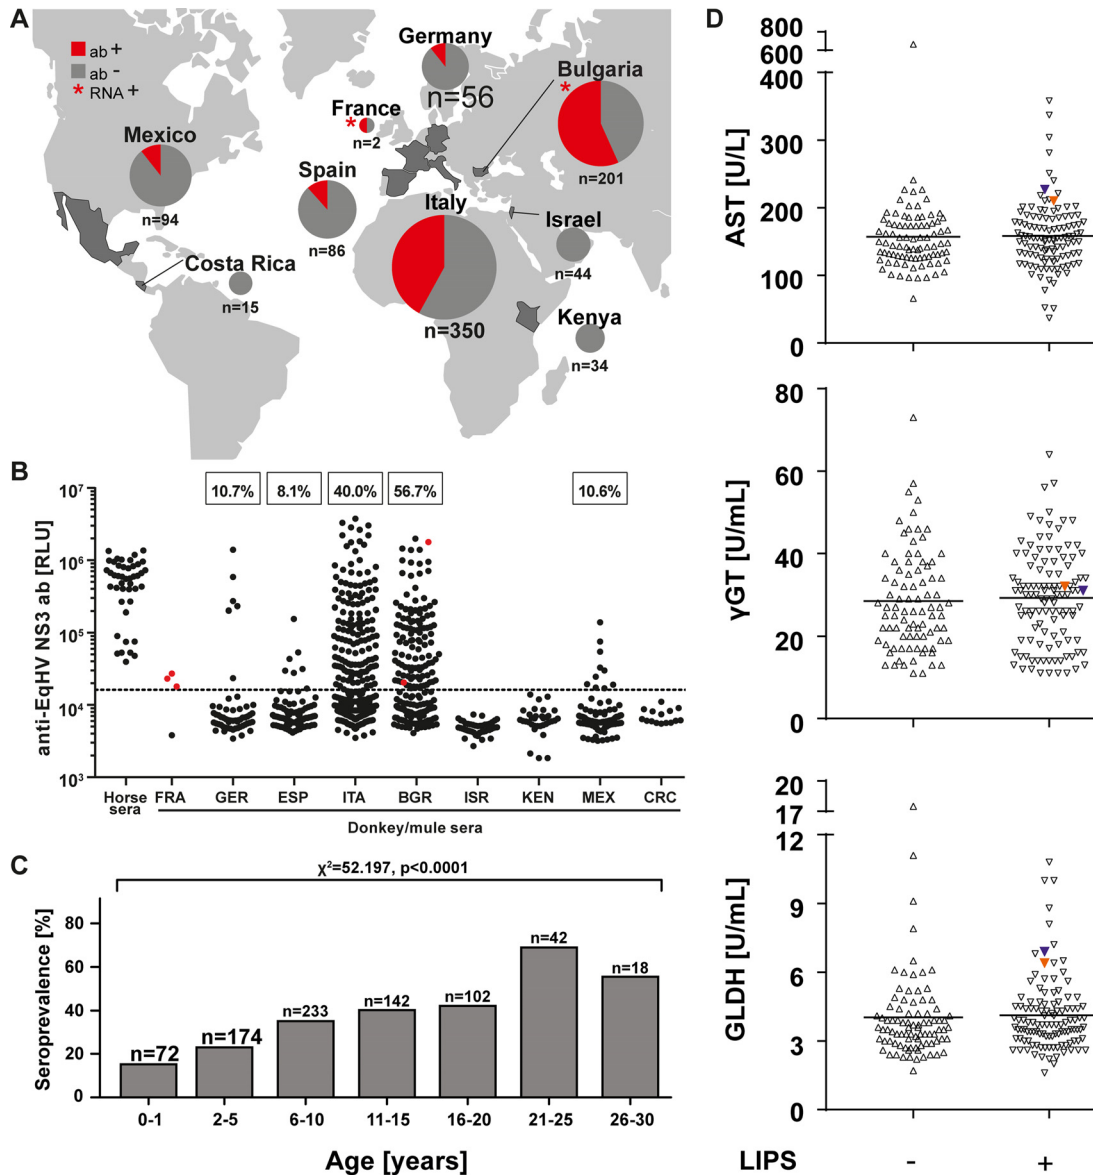 A
ab +
ab -
* RNA +
Germany
n=56
Bulgaria
*
n=201
France
*
n=2
Mexico
n=94
Spain
n=86
Italy
n=350
Israel
n=44
Costa Rica
n=15
Kenya
n=34
B
10.7%
8.1%
40.0%
56.7%
10.6%
anti-EqHV NS3 ab [RLU]
10⁷
10⁶
10⁵
10⁴
10³
Horse sera
FRA
GER
ESP
ITA
BGR
ISR
KEN
MEX
CRC
Donkey/mule sera
C
χ²=52.197, p<0.0001
Seroprevalence [%]
80
60
40
20
0
n=72
n=174
n=233
n=142
n=102
n=42
n=18
0-1
2-5
6-10
11-15
16-20
21-25
26-30
Age [years]
D
AST [U/L]
800
600
400
300
200
100
0
γGT [U/mL]
80
60
40
20
0
GLDH [U/mL]
20
17
12
9
6
3
0
LIPS
-
+